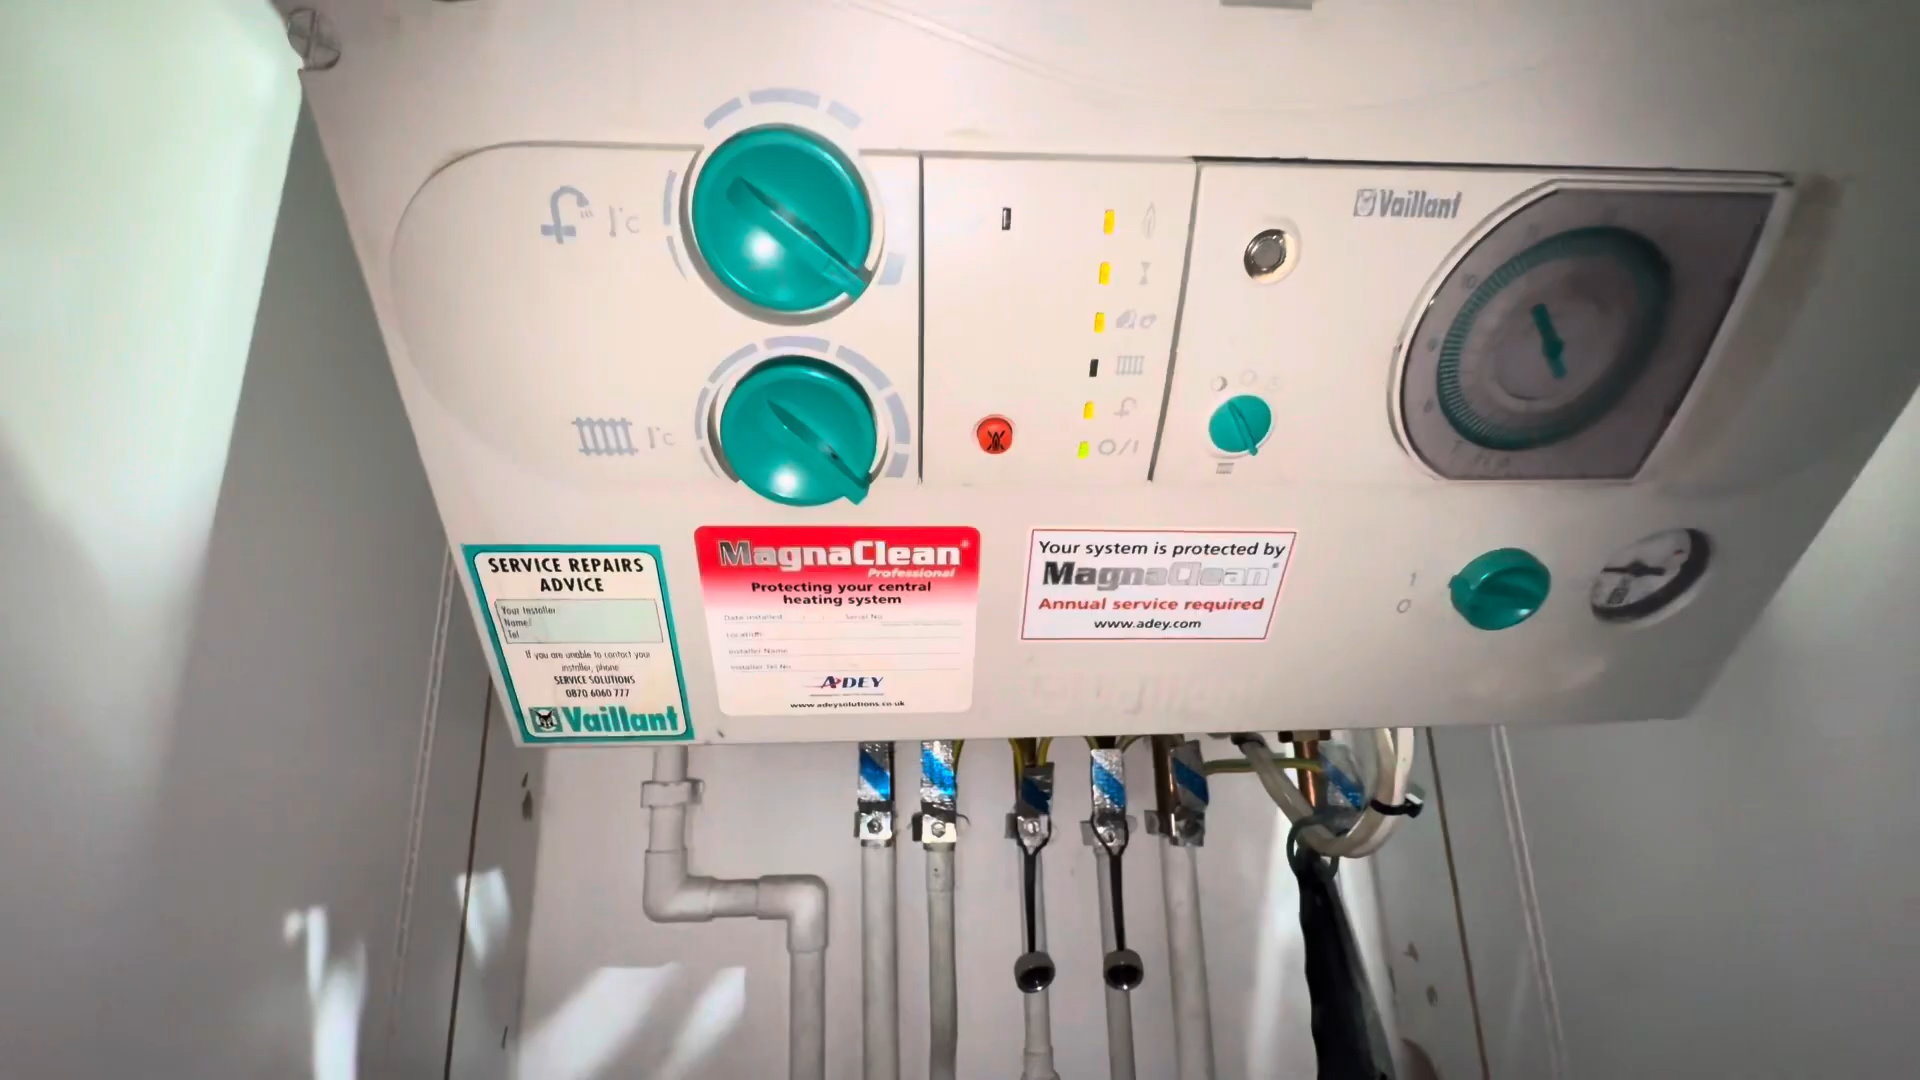 Vaillant
10
1
0
SERVICE REPAIRS
ADVICE
Your Installer
Name
Tel
If you are unable to contact your
installer, phone
SERVICE SOLUTIONS
0870 6060 777
Vaillant
MagnaClean®
Professional
Protecting your central
heating system
Date installed / / Serial No
Location
Installer Name
Installer Tel No
ADEY
www.adeysolutions.co.uk
Your system is protected by
MagnaClean®
Annual service required
www.adey.com